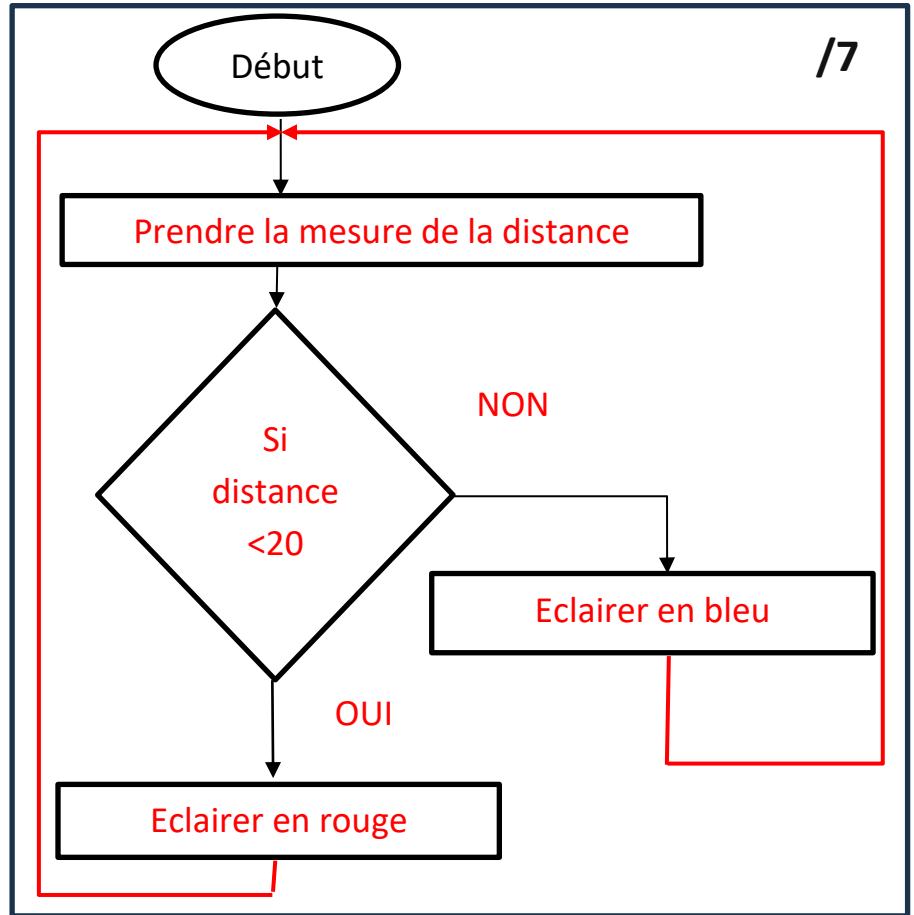 Début
/7
Prendre la mesure de la distance
NON
Si
distance
<20
Eclairer en bleu
OUI
Eclairer en rouge